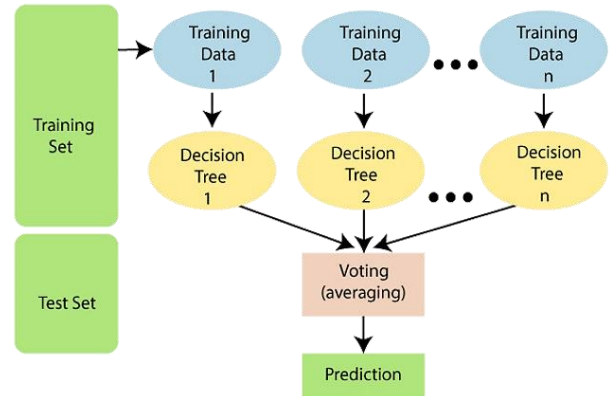 Training
Set
Test Set
Training
Data
1
Training
Data
2
Training
Data
n
Decision
Tree
1
Decision
Tree
2
Decision
Tree
n
Voting
(averaging)
Prediction